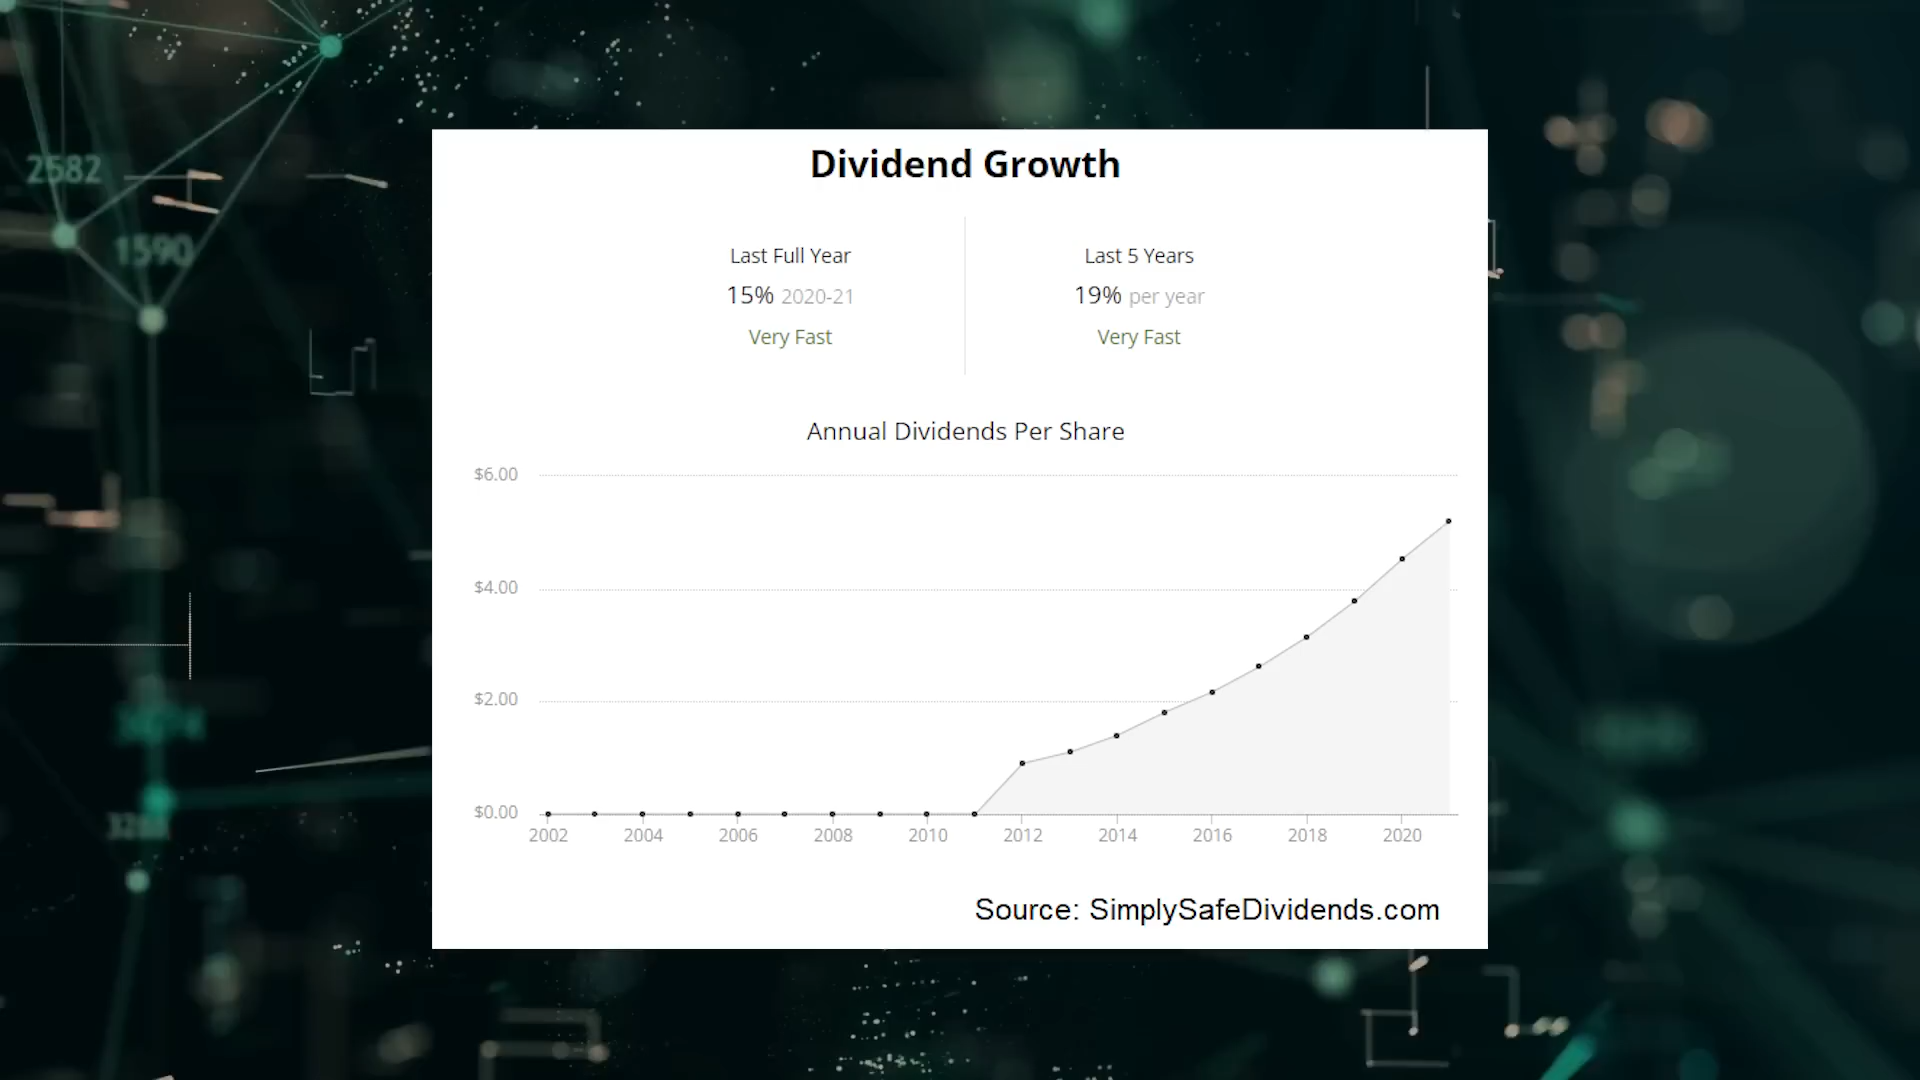 Dividend Growth
Last Full Year
15% 2020-21
Very Fast
Last 5 Years
19% per year
Very Fast
Annual Dividends Per Share
$6.00
$4.00
$2.00
$0.00
2002 2004 2006 2008 2010 2012 2014 2016 2018 2020
Source: SimplySafeDividends.com
2582
1590